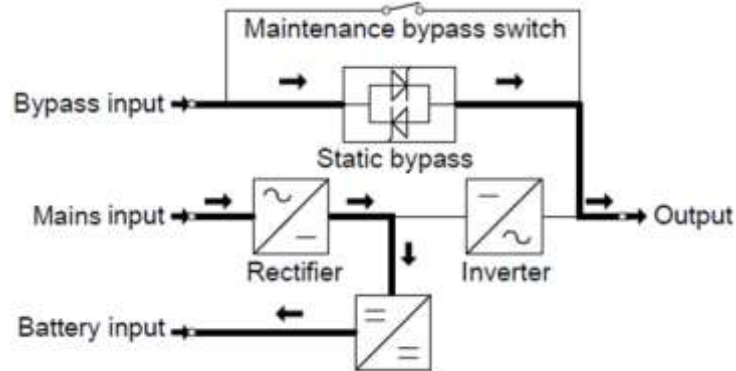 Maintenance bypass switch
Bypass input
Static bypass
Mains input
Output
Rectifier
Inverter
Battery input